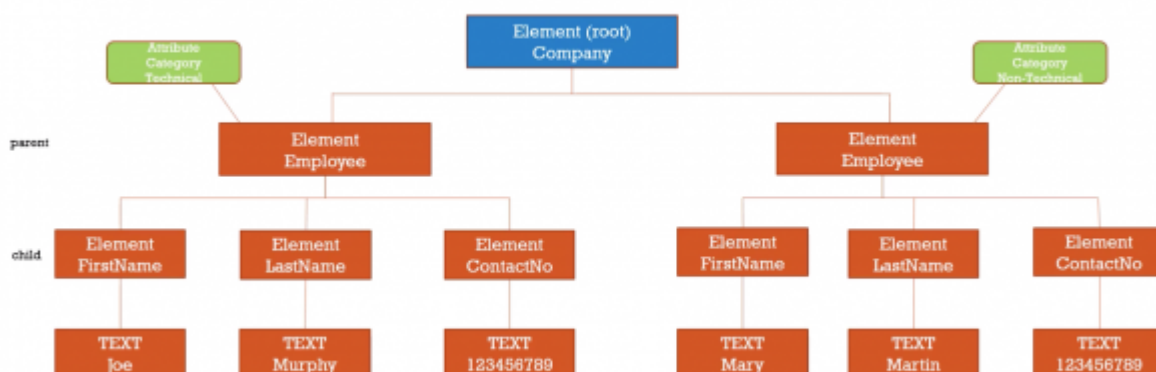 Element (root)
Company
Attribute
Category
Technical
Attribute
Category
Non-Technical
parent
Element
Employee
Element
Employee
child
Element
FirstName
Element
LastName
Element
ContactNo
Element
FirstName
Element
LastName
Element
ContactNo
TEXT
Joe
TEXT
Murphy
TEXT
123456789
TEXT
Mary
TEXT
Martin
TEXT
123456789